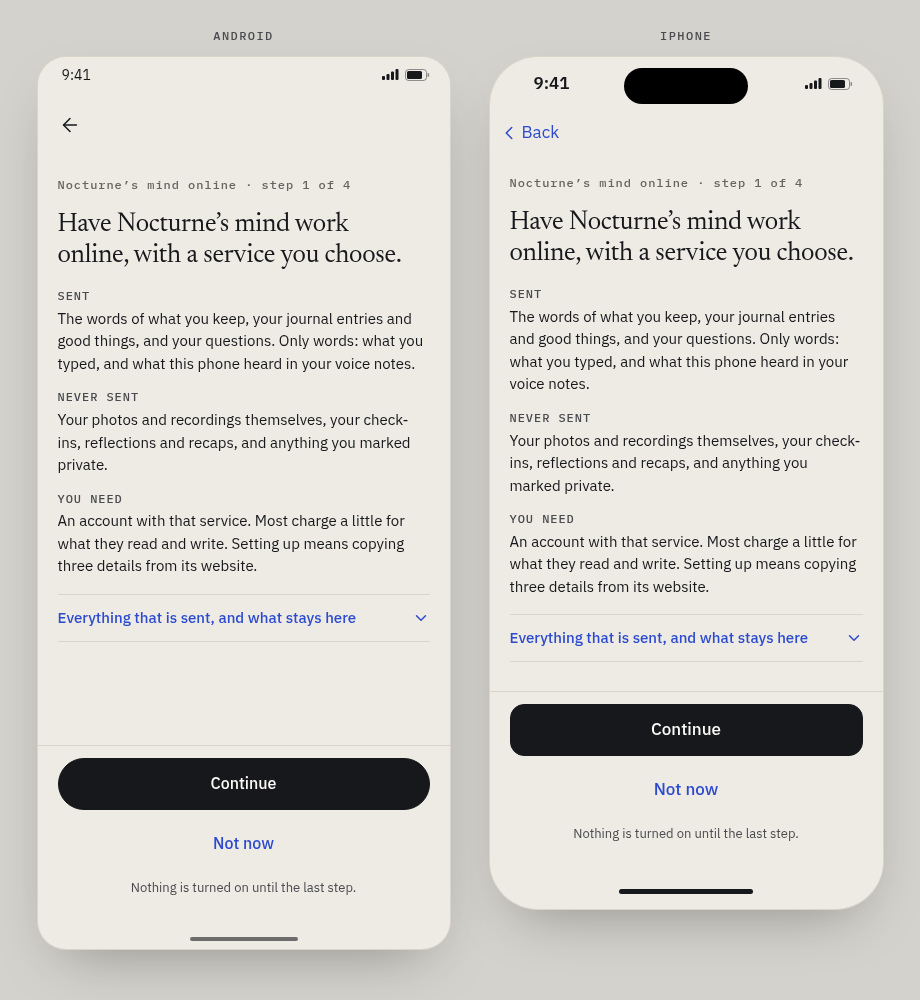 ANDROID
9:41
Nocturne’s mind online · step 1 of 4
Have Nocturne’s mind work
online, with a service you choose.
SENT
The words of what you keep, your journal entries and
good things, and your questions. Only words: what you
typed, and what this phone heard in your voice notes.
NEVER SENT
Your photos and recordings themselves, your check-
ins, reflections and recaps, and anything you marked
private.
YOU NEED
An account with that service. Most charge a little for
what they read and write. Setting up means copying
three details from its website.
Everything that is sent, and what stays here
Continue
Not now
Nothing is turned on until the last step.
IPHONE
9:41
Back
Nocturne’s mind online · step 1 of 4
Have Nocturne’s mind work
online, with a service you choose.
SENT
The words of what you keep, your journal entries
and good things, and your questions. Only words:
what you typed, and what this phone heard in your
voice notes.
NEVER SENT
Your photos and recordings themselves, your check-
ins, reflections and recaps, and anything you
marked private.
YOU NEED
An account with that service. Most charge a little for
what they read and write. Setting up means copying
three details from its website.
Everything that is sent, and what stays here
Continue
Not now
Nothing is turned on until the last step.